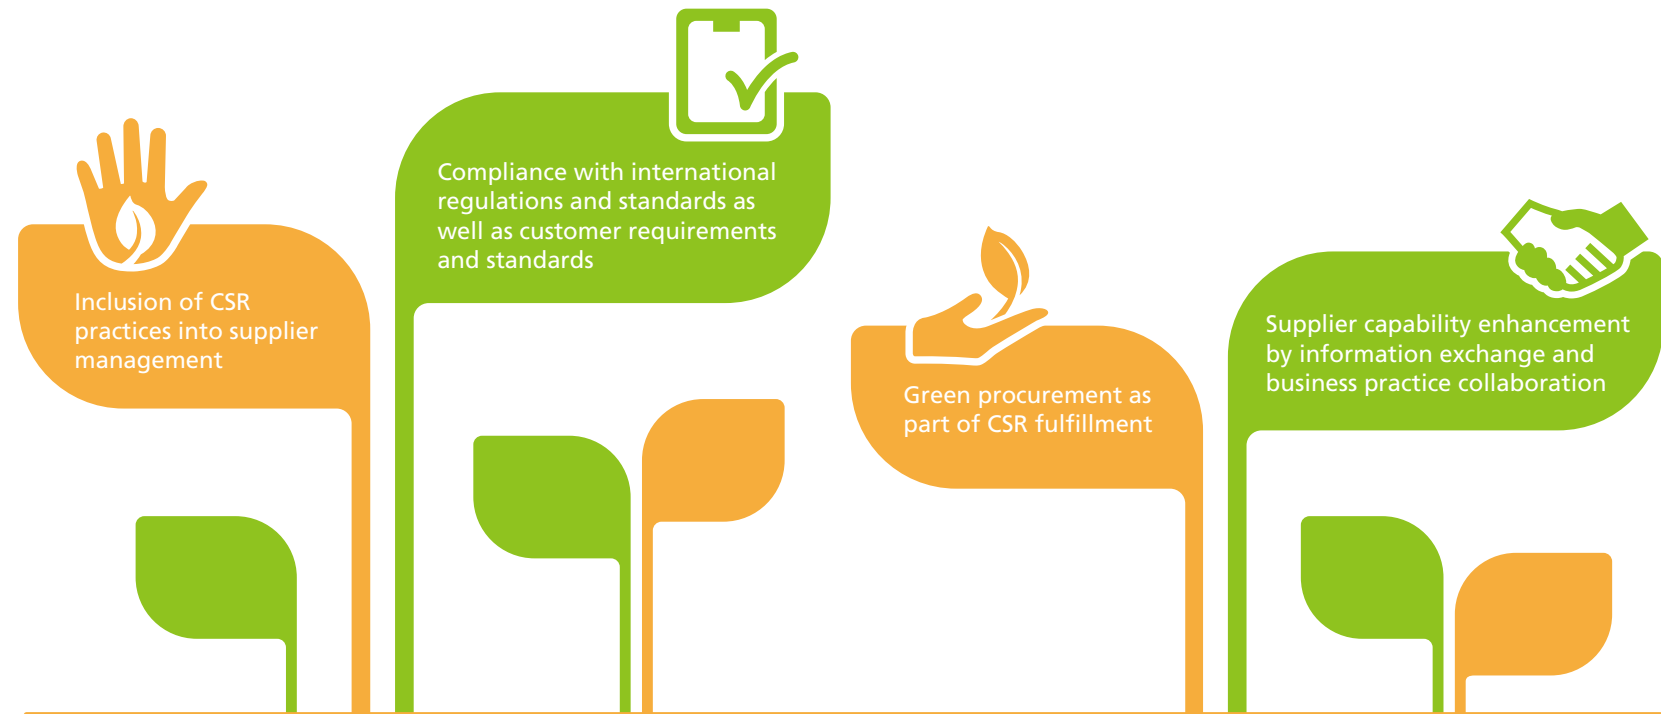 Inclusion of CSR
practices into supplier
management
Compliance with international
regulations and standards as
well as customer requirements
and standards
Green procurement as
part of CSR fulfillment
Supplier capability enhancement
by information exchange and
business practice collaboration